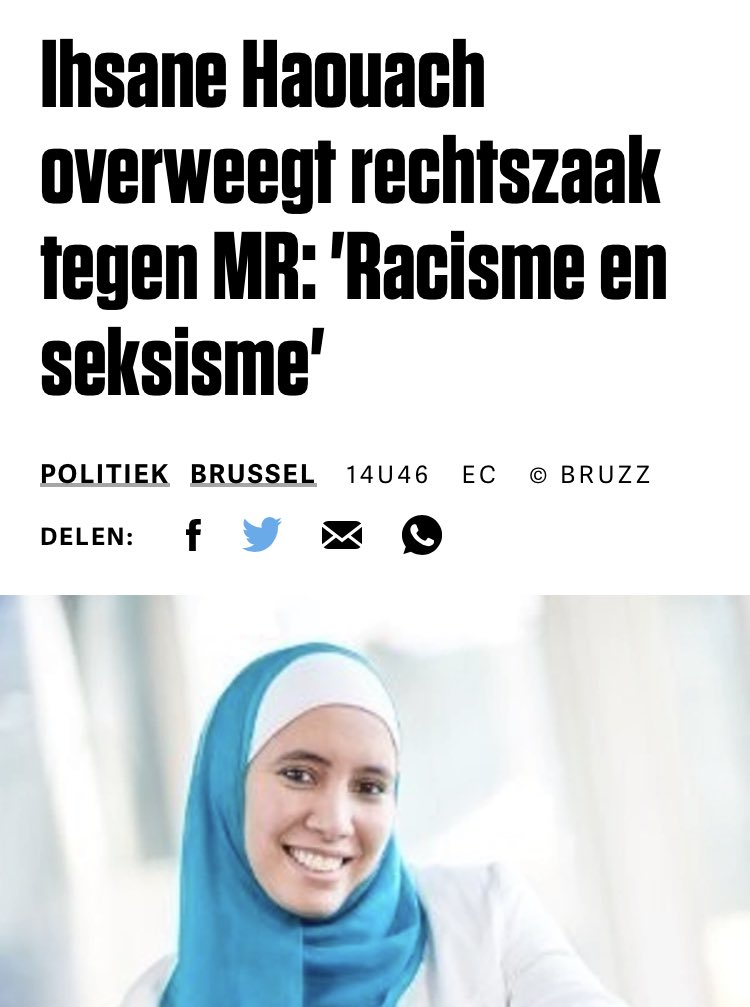 Ihsane Haouach
overweegt rechtszaak
tegen MR: 'Racisme en
seksisme'
POLITIEK BRUSSEL 14U46 EC © BRUZZ
DELEN: